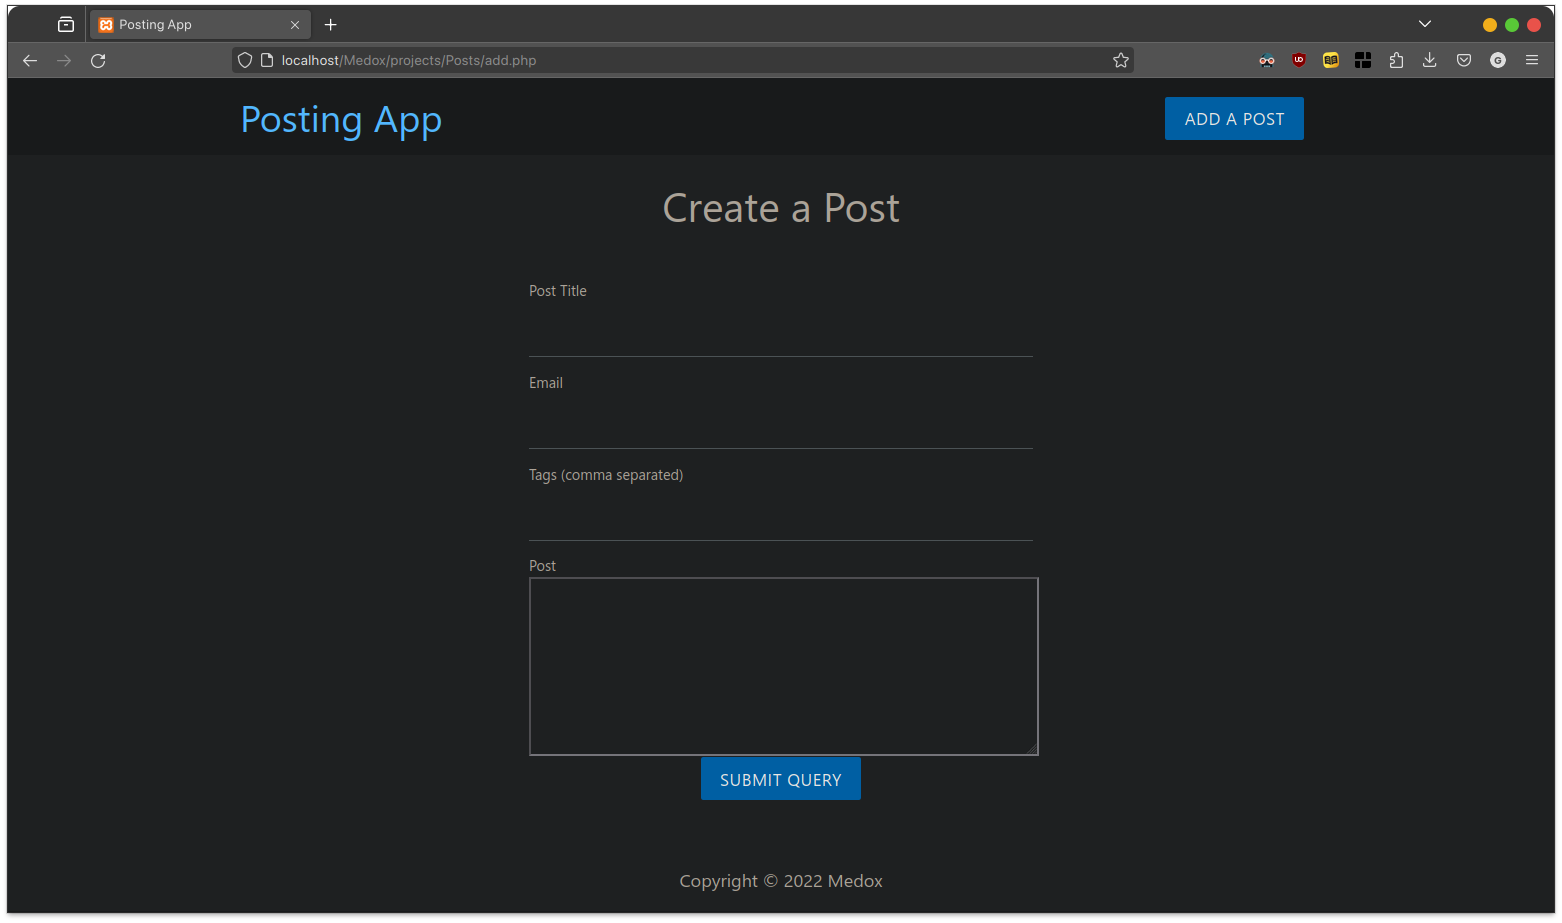 Posting App
localhost/Medox/projects/Posts/add.php
Posting App
ADD A POST
Create a Post
Post Title
Email
Tags (comma separated)
Post
SUBMIT QUERY
Copyright © 2022 Medox